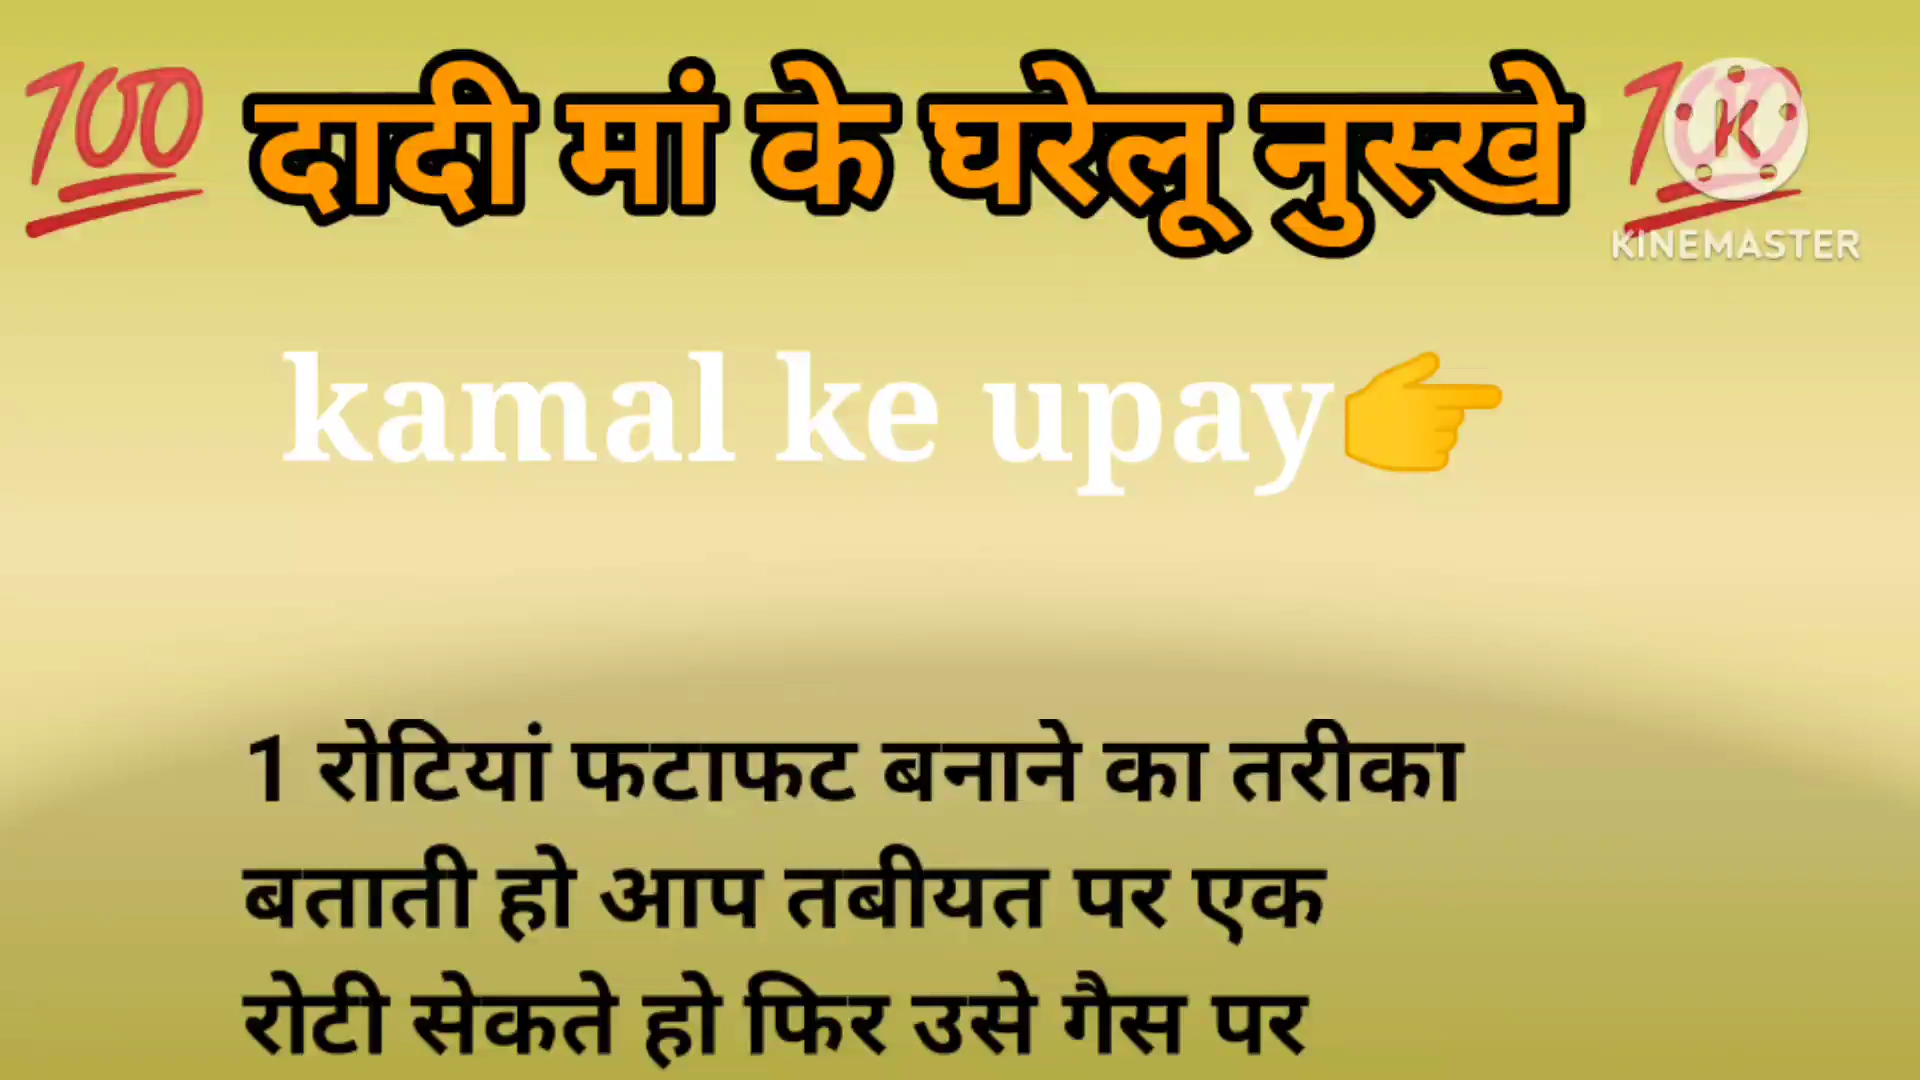 💯 दादी मां के घरेलू नुस्खे 💯
K
KINEMASTER
kamal ke upay👉
1 रोटियां फटाफट बनाने का तरीका
बताती हो आप तबीयत पर एक
रोटी सेकते हो फिर उसे गैस पर